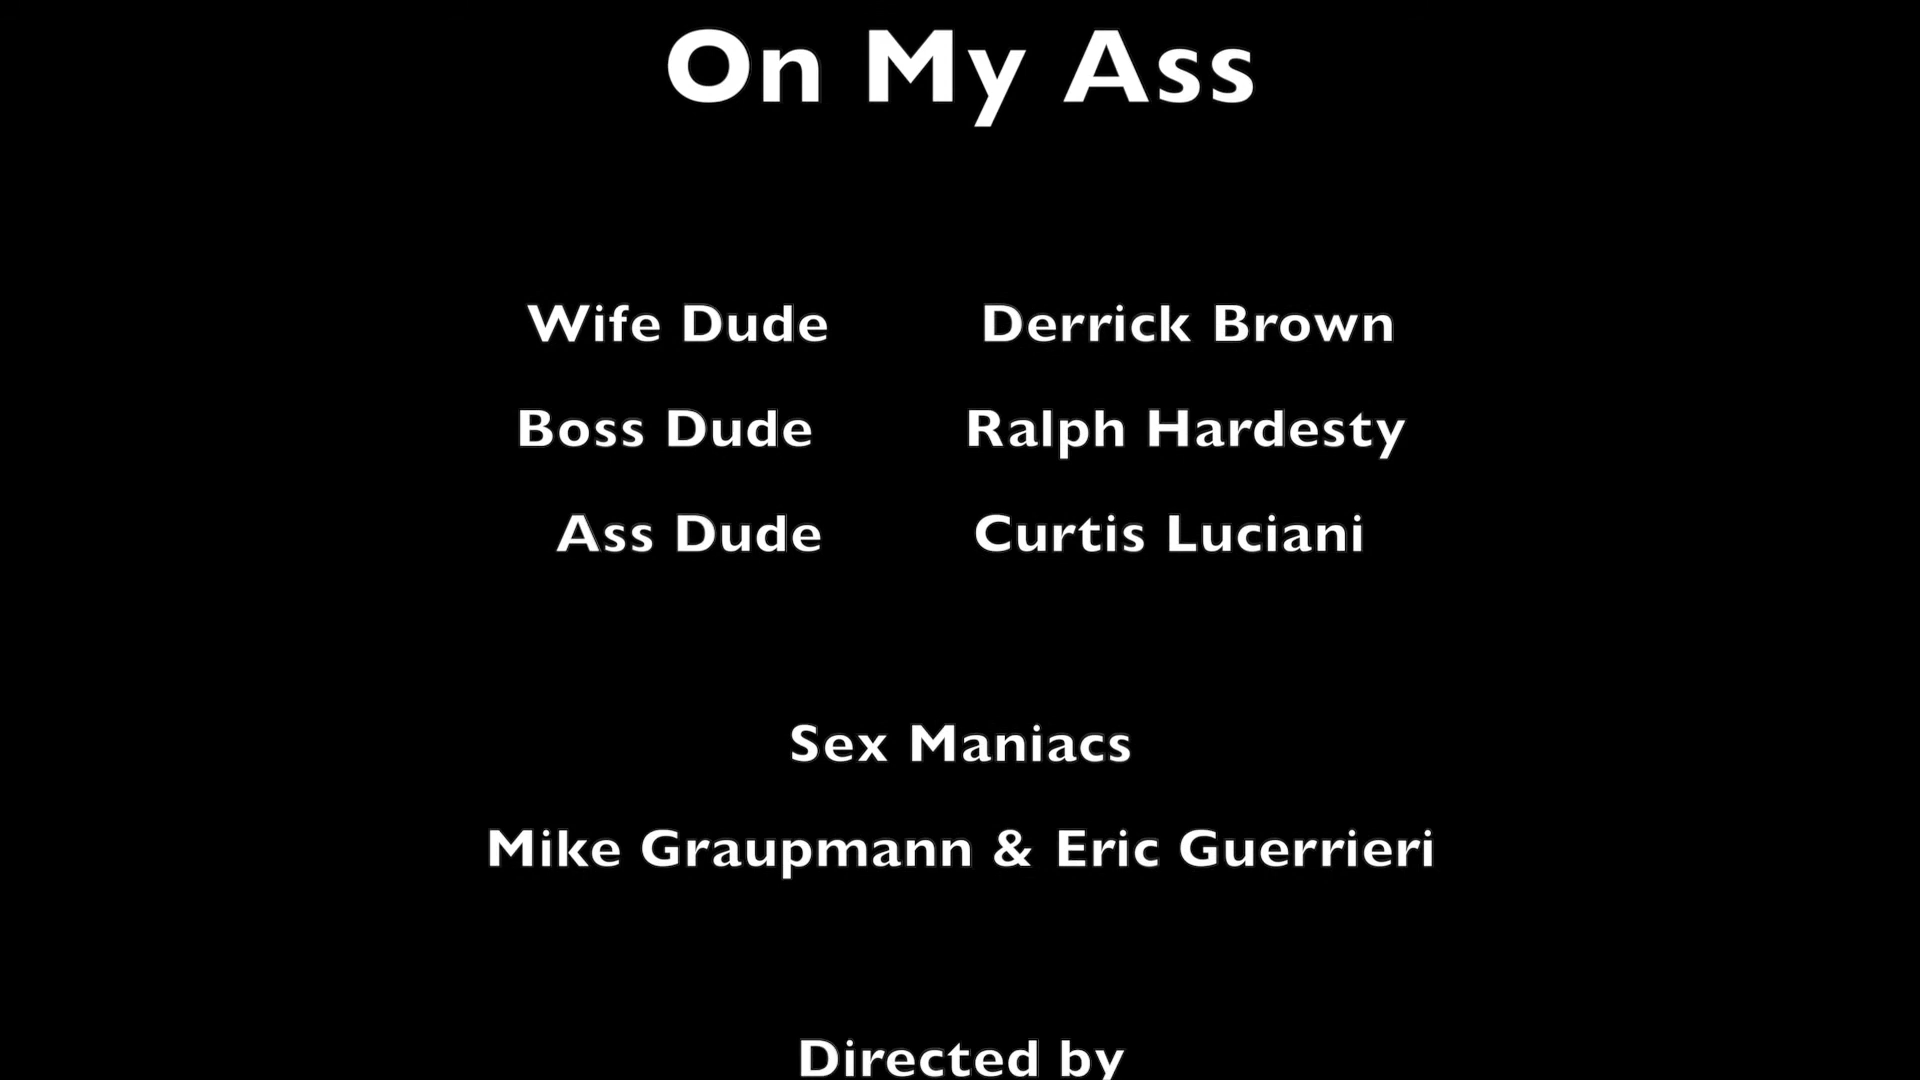 On My Ass
Wife Dude Derrick Brown
Boss Dude Ralph Hardesty
Ass Dude Curtis Luciani
Sex Maniacs
Mike Graupmann & Eric Guerrieri
Directed by